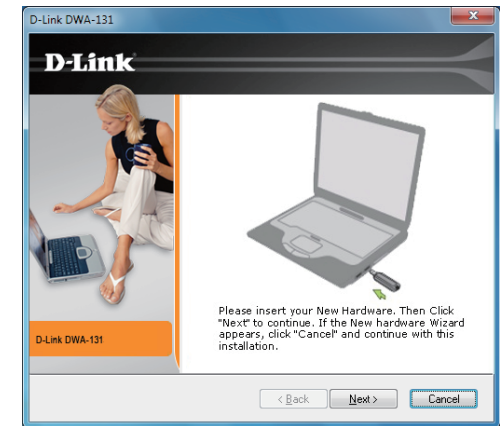 D-Link DWA-131
D-Link
Please insert your New Hardware. Then Click
"Next" to continue. If the New hardware Wizard
appears, click "Cancel" and continue with this
installation.
D-Link DWA-131
< Back
Next >
Cancel